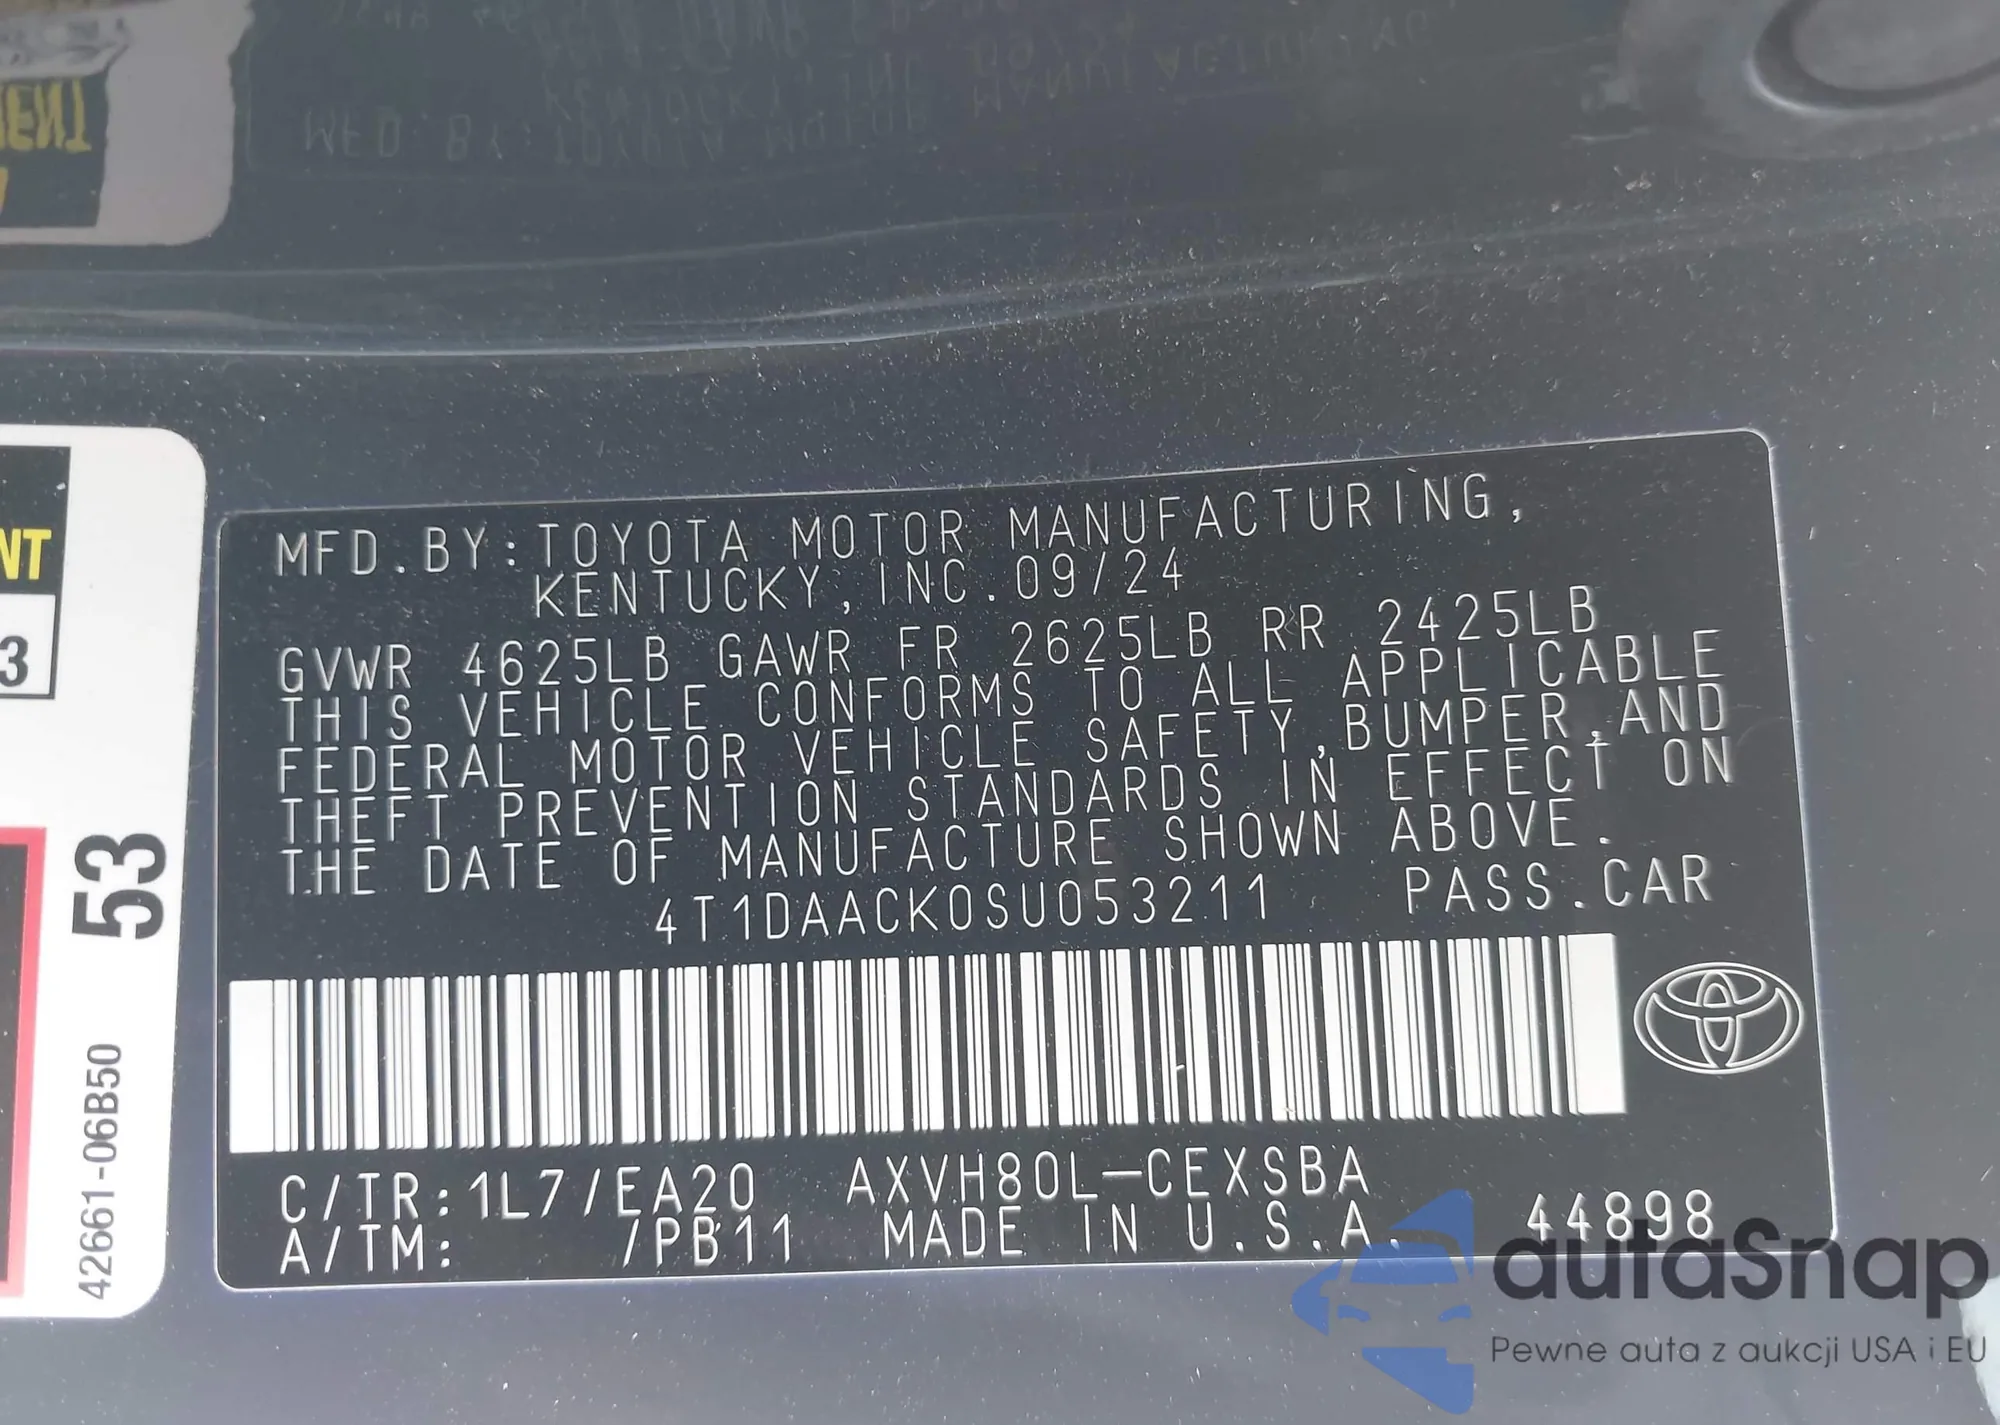 MENT
NT
3
53
42661-06B50
MFD.BY:TOYOTA MOTOR MANUFACTURING,
KENTUCKY, INC. 09/24
GVWR 4625LB GAWR FR 2625LB RR 2425LB
THIS VEHICLE CONFORMS TO ALL APPLICABLE
FEDERAL MOTOR VEHICLE SAFETY,BUMPER,AND
THEFT PREVENTION STANDARDS IN EFFECT ON
THE DATE OF MANUFACTURE SHOWN ABOVE.
4T1DAACK0SU053211 PASS.CAR
C/TR:1L7/EA20 AXVH80L-CEXSBA
A/TM: /PB11 MADE IN U.S.A. 44898
autaSnap
Pewne auta z aukcji USA i EU